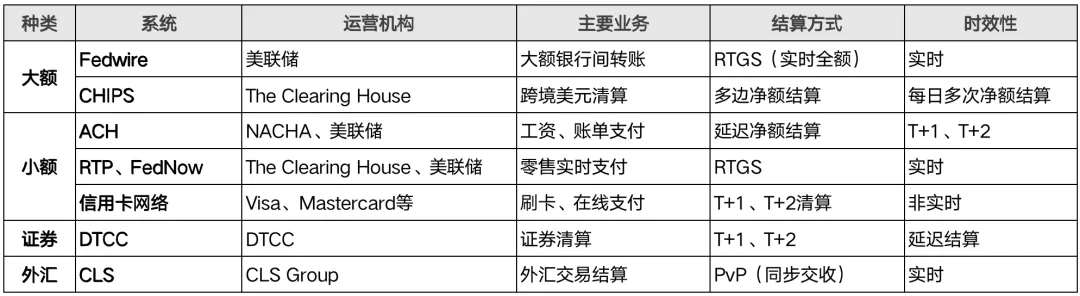 种类 系统 运营机构 主要业务 结算方式 时效性
大额 Fedwire 美联储 大额银行间转账 RTGS（实时全额） 实时
CHIPS The Clearing House 跨境美元清算 多边净额结算 每日多次净额结算
小额 ACH NACHA、美联储 工资、账单支付 延迟净额结算 T+1、T+2
RTP、FedNow The Clearing House、美联储 零售实时支付 RTGS 实时
信用卡网络 Visa、Mastercard等 刷卡、在线支付 T+1、T+2清算 非实时
证券 DTCC DTCC 证券清算 T+1、T+2 延迟结算
外汇 CLS CLS Group 外汇交易结算 PvP（同步交收） 实时